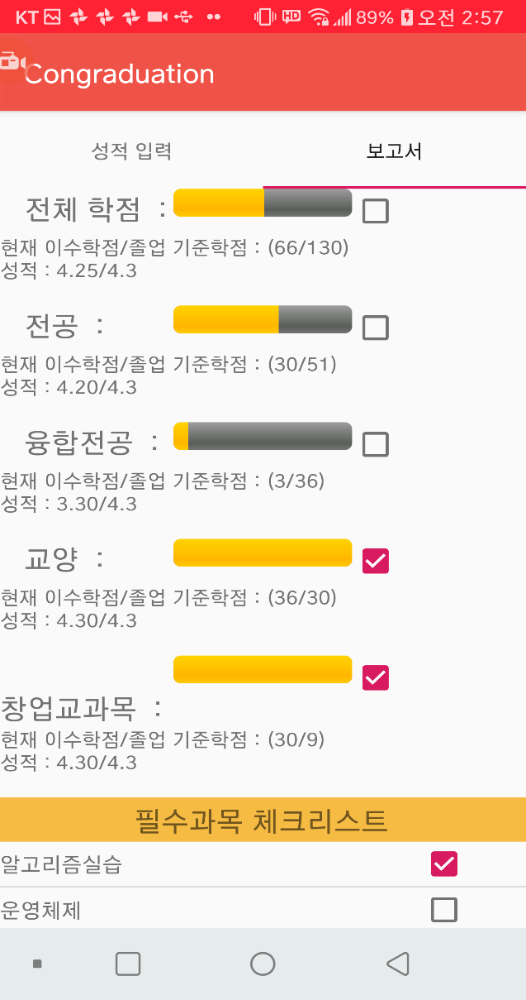 KT 89% 오전 2:57
Congraduation
성적 입력 보고서
전체 학점 :
현재 이수학점/졸업 기준학점 : (66/130)
성적 : 4.25/4.3
전공 :
현재 이수학점/졸업 기준학점 : (30/51)
성적 : 4.20/4.3
융합전공 :
현재 이수학점/졸업 기준학점 : (3/36)
성적 : 3.30/4.3
교양 :
현재 이수학점/졸업 기준학점 : (36/30)
성적 : 4.30/4.3
창업교과목 :
현재 이수학점/졸업 기준학점 : (30/9)
성적 : 4.30/4.3
필수과목 체크리스트
알고리즘실습
운영체제